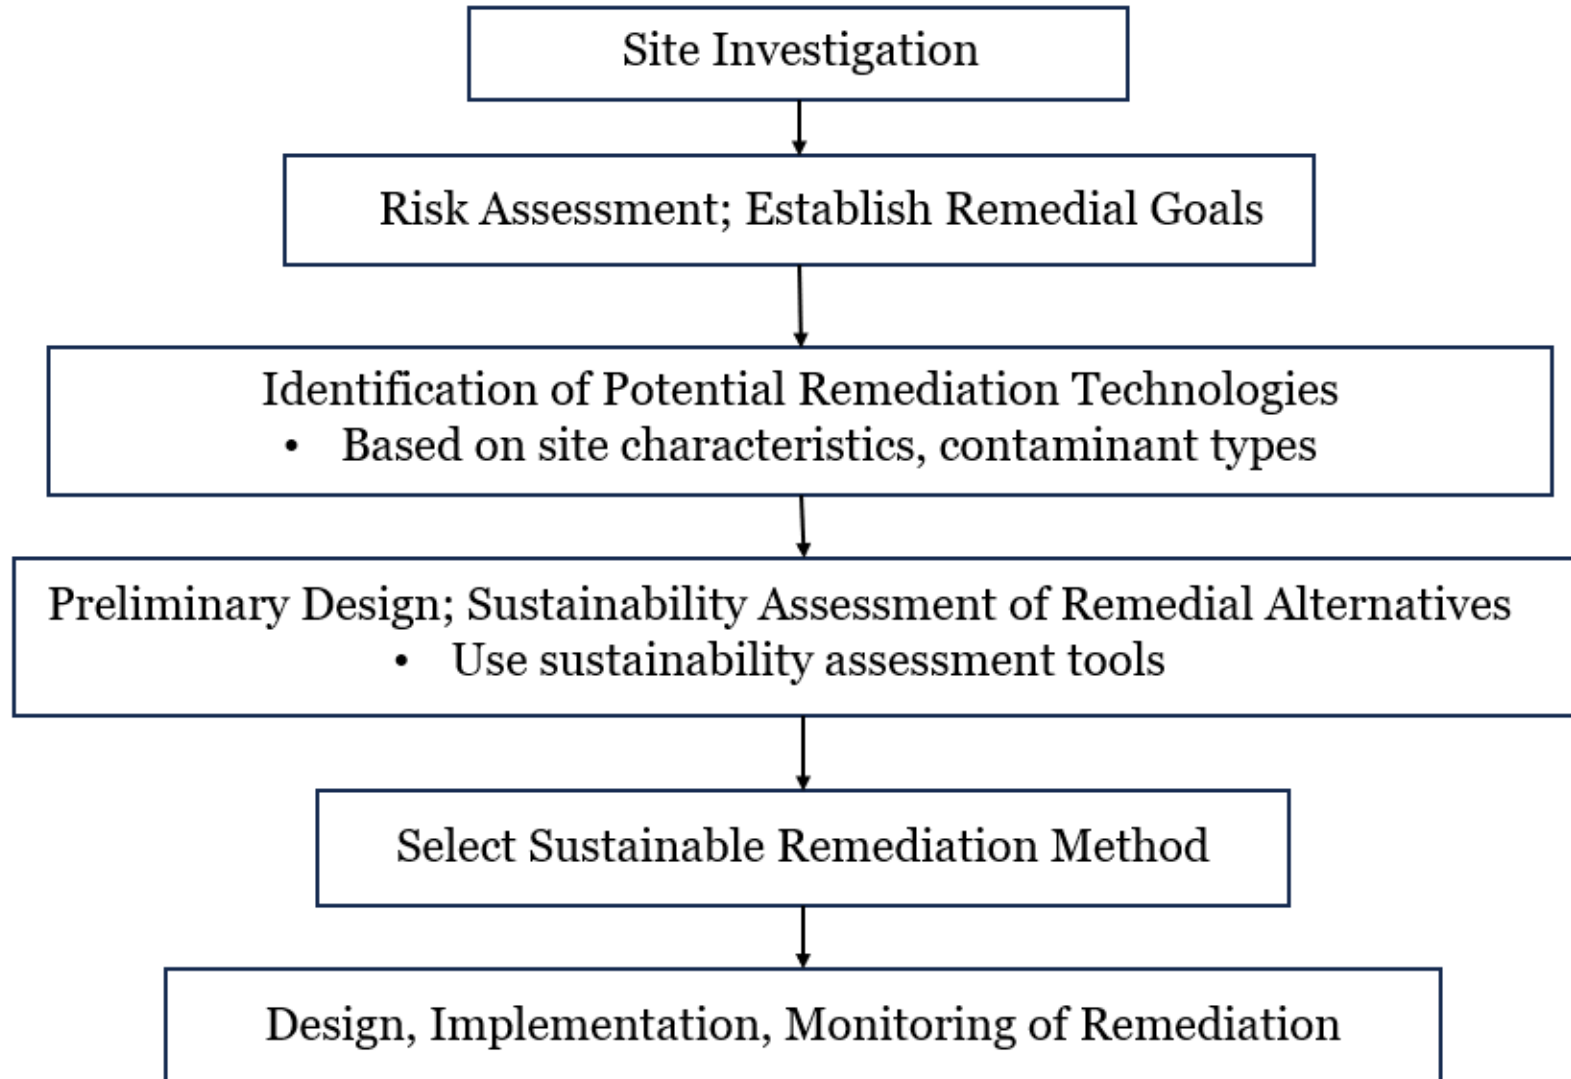 Site Investigation
Risk Assessment; Establish Remedial Goals
Identification of Potential Remediation Technologies
• Based on site characteristics, contaminant types
Preliminary Design; Sustainability Assessment of Remedial Alternatives
• Use sustainability assessment tools
Select Sustainable Remediation Method
Design, Implementation, Monitoring of Remediation